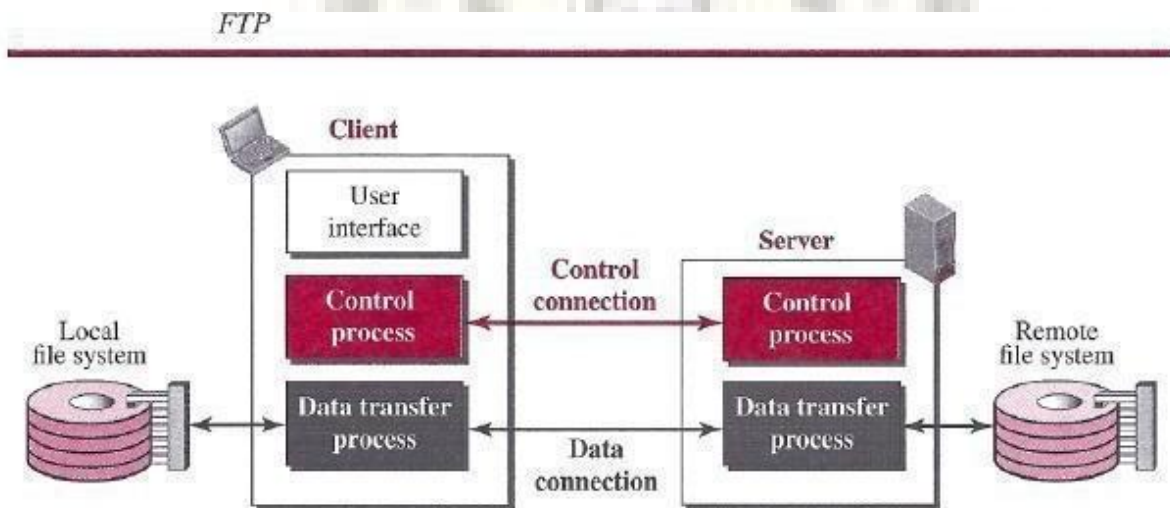 FTP
Client
User
interface
Server
Control
connection
Control
process
Control
process
Local
file system
Remote
file system
Data transfer
process
Data transfer
process
Data
connection